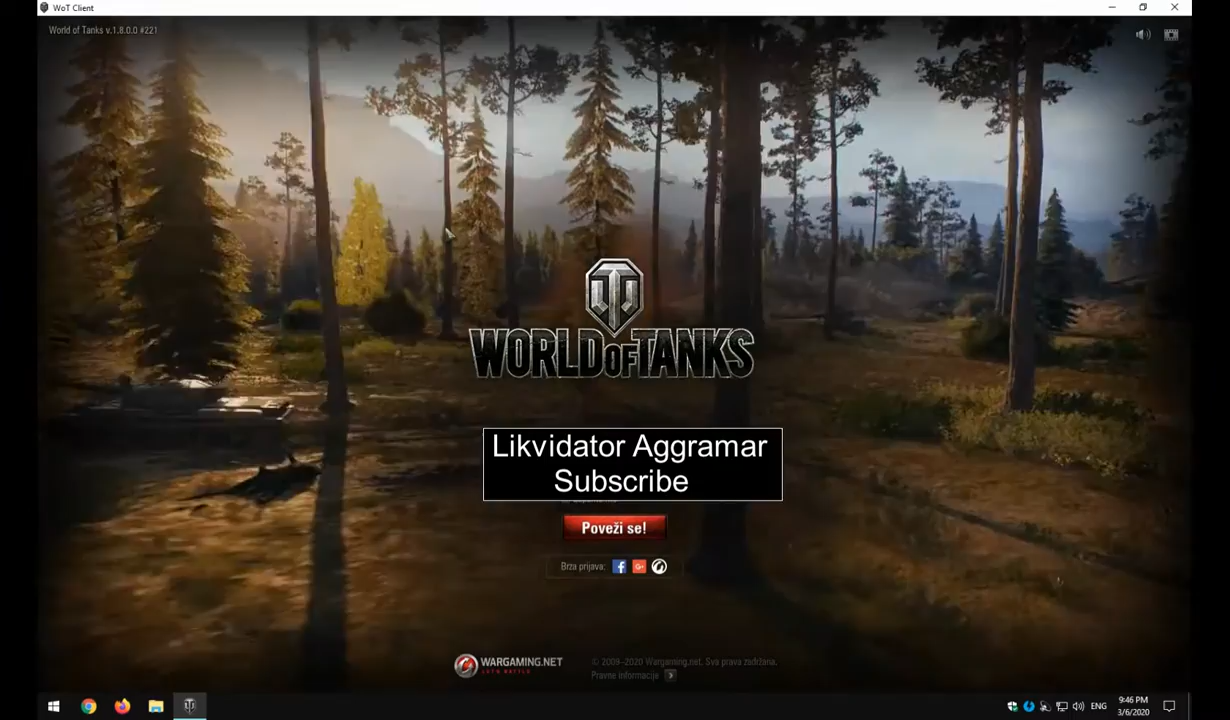 WoT Client
World of Tanks v.1.8.0.0 #221
WORLD OF TANKS
Likvidator Aggramar
Subscribe
Poveži se!
Brza prijava:
WARGAMING.NET
LET'S BATTLE
© 2009–2020 Wargaming.net. Sva prava zadržana.
Pravne informacije
ENG
9:46 PM
3/6/2020